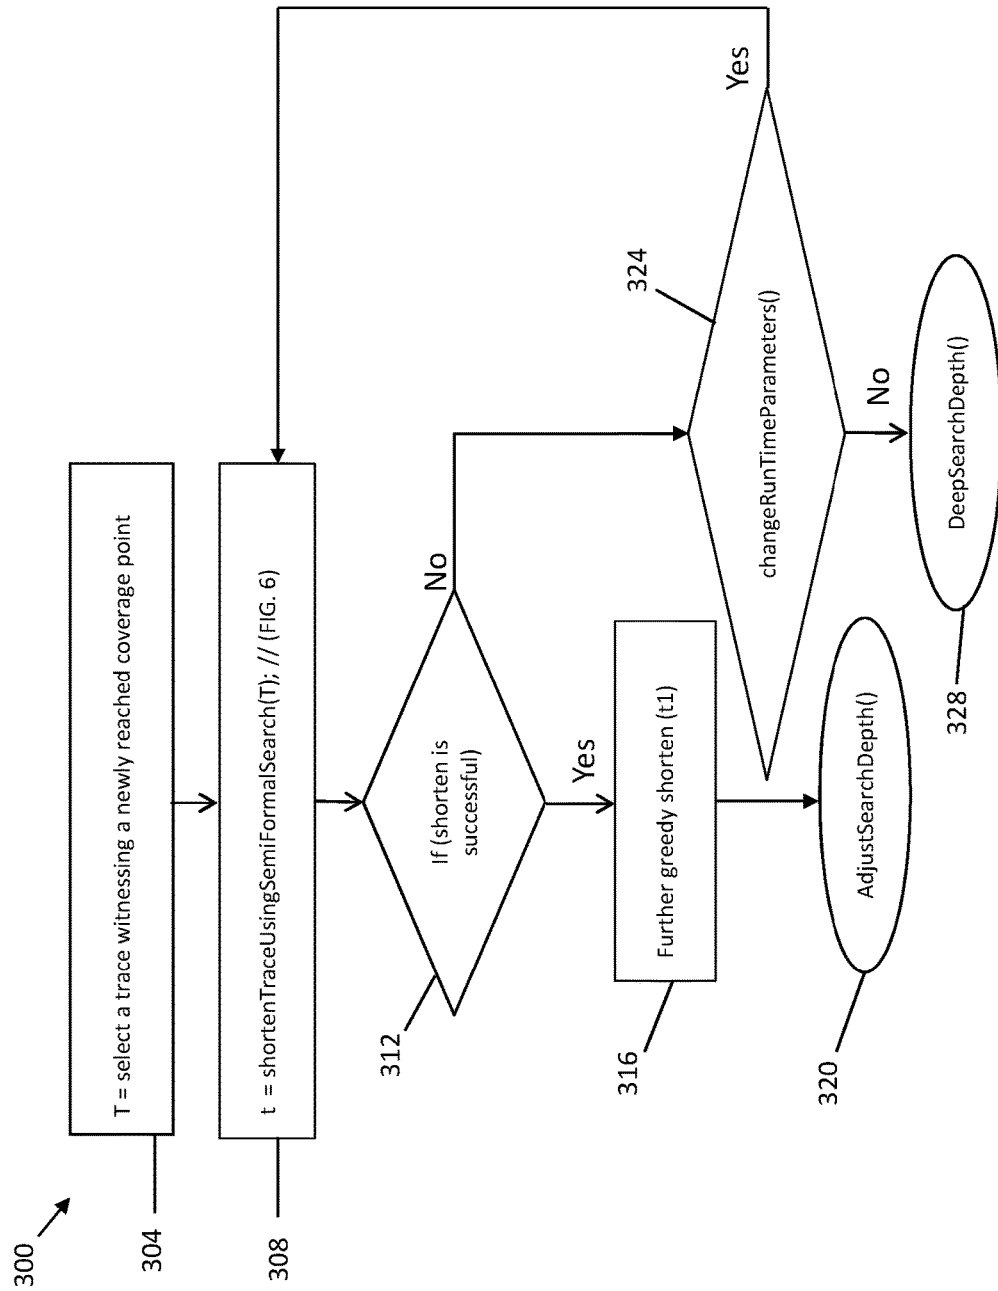 300
304
T = select a trace witnessing a newly reached coverage point
308
t = shortenTraceUsingSemiFormalSearch(T); // (FIG. 6)
312
If (shorten is
successful)
No
Yes
316
Further greedy shorten (t1)
320
AdjustSearchDepth()
324
changeRunTimeParameters()
Yes
No
328
DeepSearchDepth()